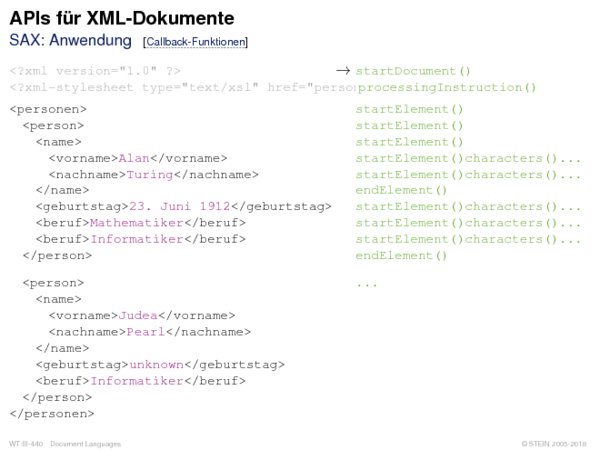 APIs für XML-Dokumente
SAX: Anwendung [Callback-Funktionen]
<?xml version="1.0" ?> → startDocument()
<?xml-stylesheet type="text/xsl" href="person processingInstruction()
<personen> startElement()
<person> startElement()
<name> startElement()
<vorname>Alan</vorname> startElement()characters()...
<nachname>Turing</nachname> startElement()characters()...
</name> endElement()
<geburtstag>23. Juni 1912</geburtstag> startElement()characters()...
<beruf>Mathematiker</beruf> startElement()characters()...
<beruf>Informatiker</beruf> startElement()characters()...
</person> endElement()
<person> ...
<name>
<vorname>Judea</vorname>
<nachname>Pearl</nachname>
</name>
<geburtstag>unknown</geburtstag>
<beruf>Informatiker</beruf>
</person>
</personen>
WT:III-440 Document Languages © STEIN 2005-2018